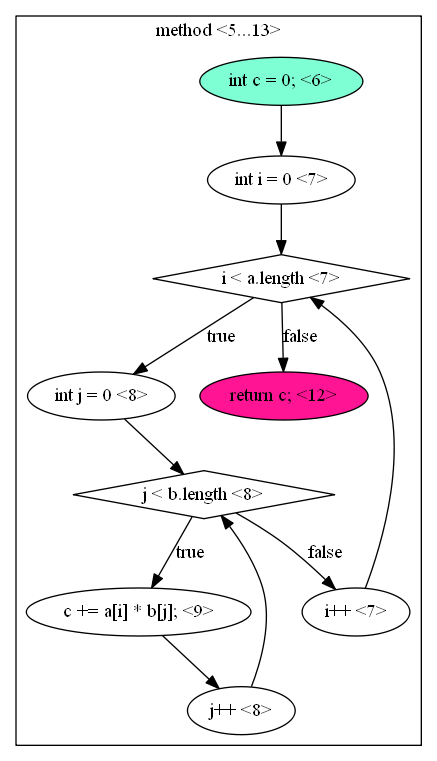 method <5...13>
int c = 0; <6>
int i = 0 <7>
i < a.length <7>
true
false
int j = 0 <8>
return c; <12>
j < b.length <8>
true
false
c += a[i] * b[j]; <9>
i++ <7>
j++ <8>